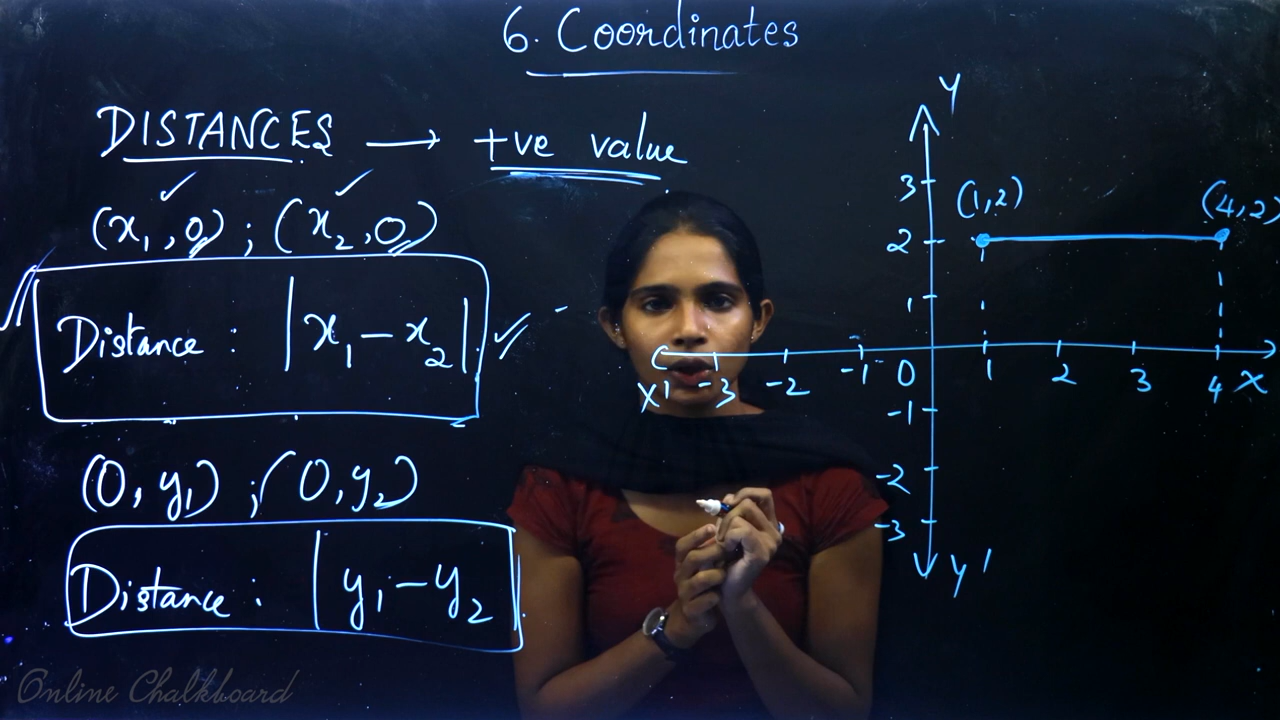 6. Coordinates
DISTANCES → +ve value
(x₁,0) ; (x₂,0)
Distance : |x₁ - x₂|
(0,y₁) ; (0,y₂)
Distance : |y₁ - y₂|
Y
3
(1,2)
(4,2)
2
1
X' -3 -2 -1 0 1 2 3 4 X
-1
-2
-3
Y'
Online Chalkboard